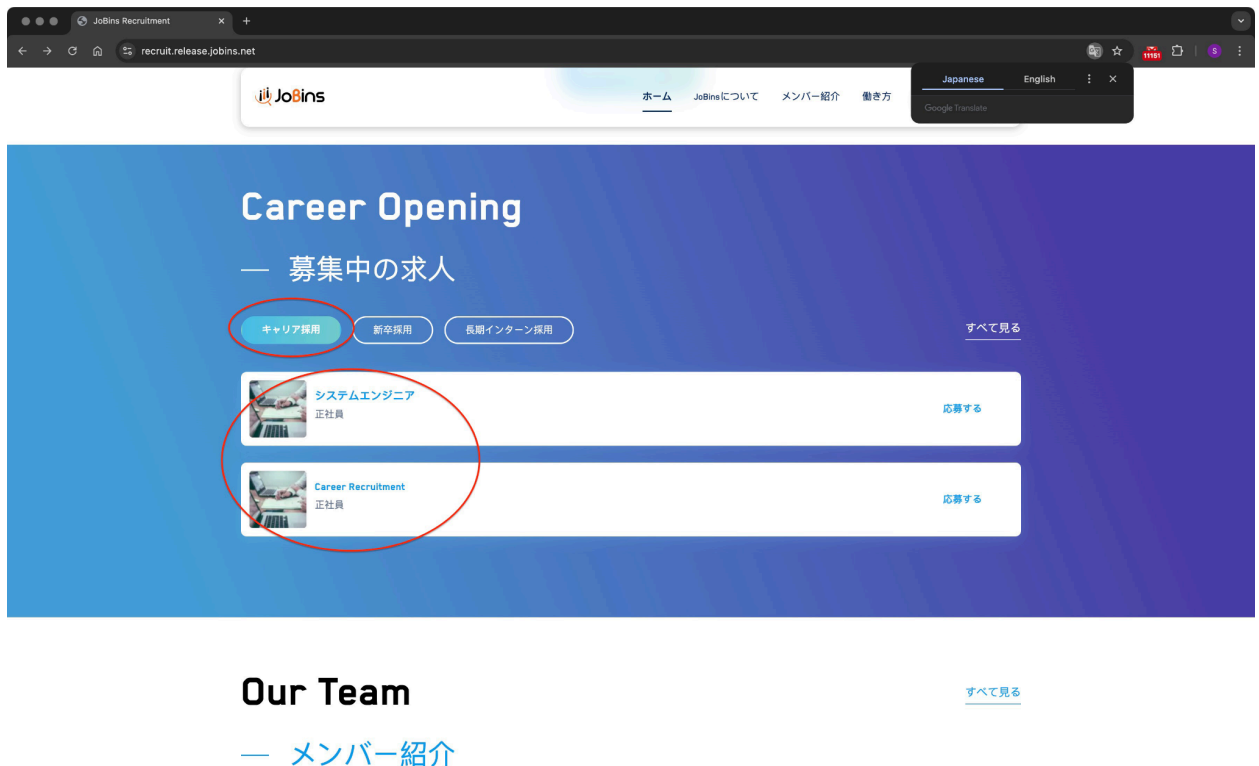 JoBins Recruitment
recruit.release.jobins.net
11151
S
Japanese
English
Google Translate
JoBins
ホーム
JoBinsについて
メンバー紹介
働き方
Career Opening
— 募集中の求人
キャリア採用
新卒採用
長期インターン採用
すべて見る
システムエンジニア
正社員
応募する
Career Recruitment
正社員
応募する
Our Team
すべて見る
— メンバー紹介